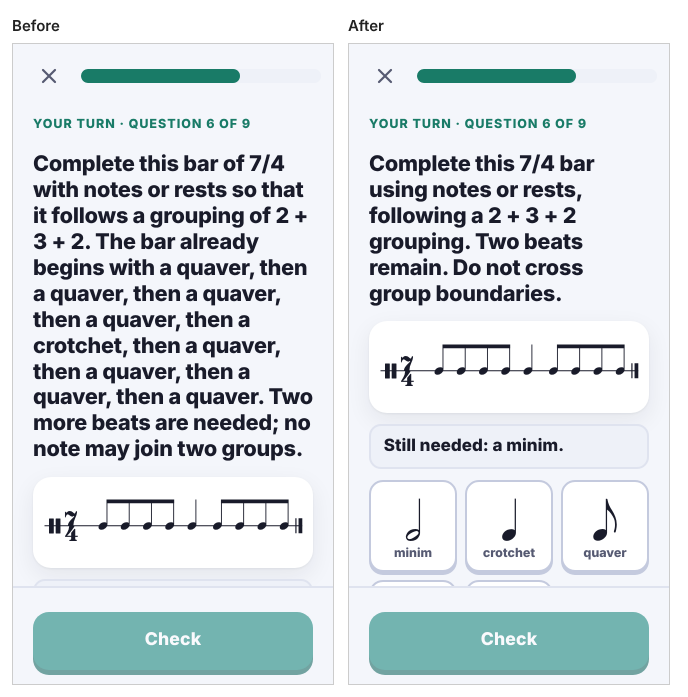 Before
YOUR TURN · QUESTION 6 OF 9
Complete this bar of 7/4
with notes or rests so that
it follows a grouping of 2 +
3 + 2. The bar already
begins with a quaver, then
a quaver, then a quaver,
then a quaver, then a
crotchet, then a quaver,
then a quaver, then a
quaver, then a quaver. Two
more beats are needed; no
note may join two groups.
7
4
Check
After
YOUR TURN · QUESTION 6 OF 9
Complete this 7/4 bar
using notes or rests,
following a 2 + 3 + 2
grouping. Two beats
remain. Do not cross
group boundaries.
7
4
Still needed: a minim.
minim
crotchet
quaver
Check